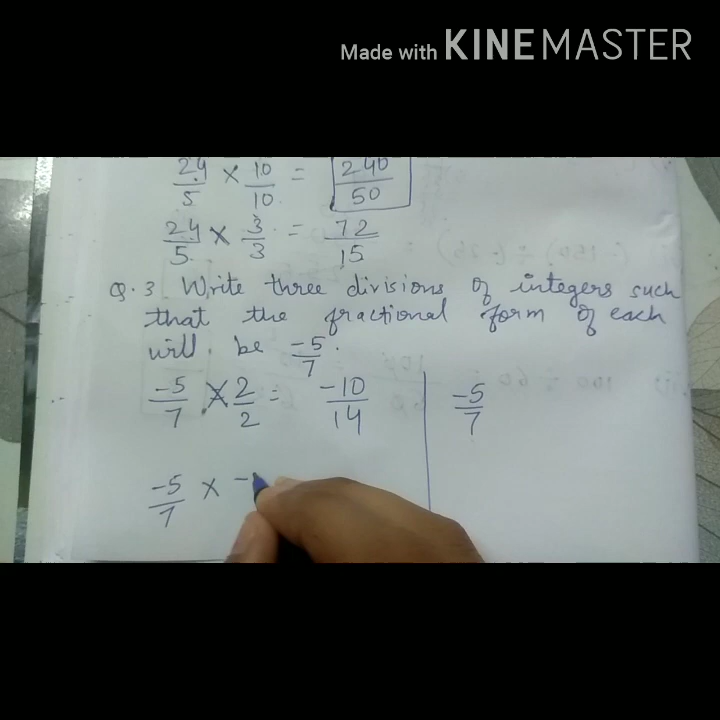 Made with KINEMASTER
24/5 × 10/10 = 240/50
24/5 × 3/3 = 72/15
Q.3 Write three divisions of integers such
that the fractional form of each
will be -5/7.
-5/7 × 2/2 = -10/14
-5/7
-5/7 × -